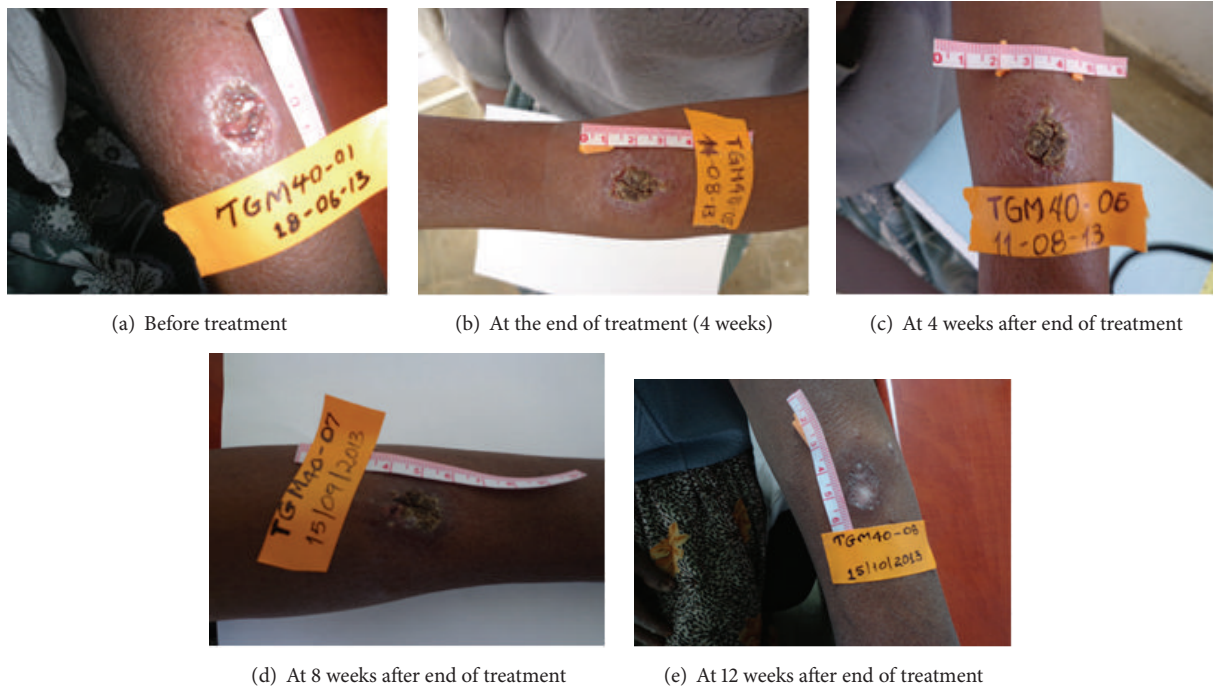 TGM40-01
18-06-13
(a) Before treatment
-08-13
(b) At the end of treatment (4 weeks)
TGM40-06
11-08-13
(c) At 4 weeks after end of treatment
TGM40-07
15/09/2013
(d) At 8 weeks after end of treatment
TGM40-08
15/10/2013
(e) At 12 weeks after end of treatment